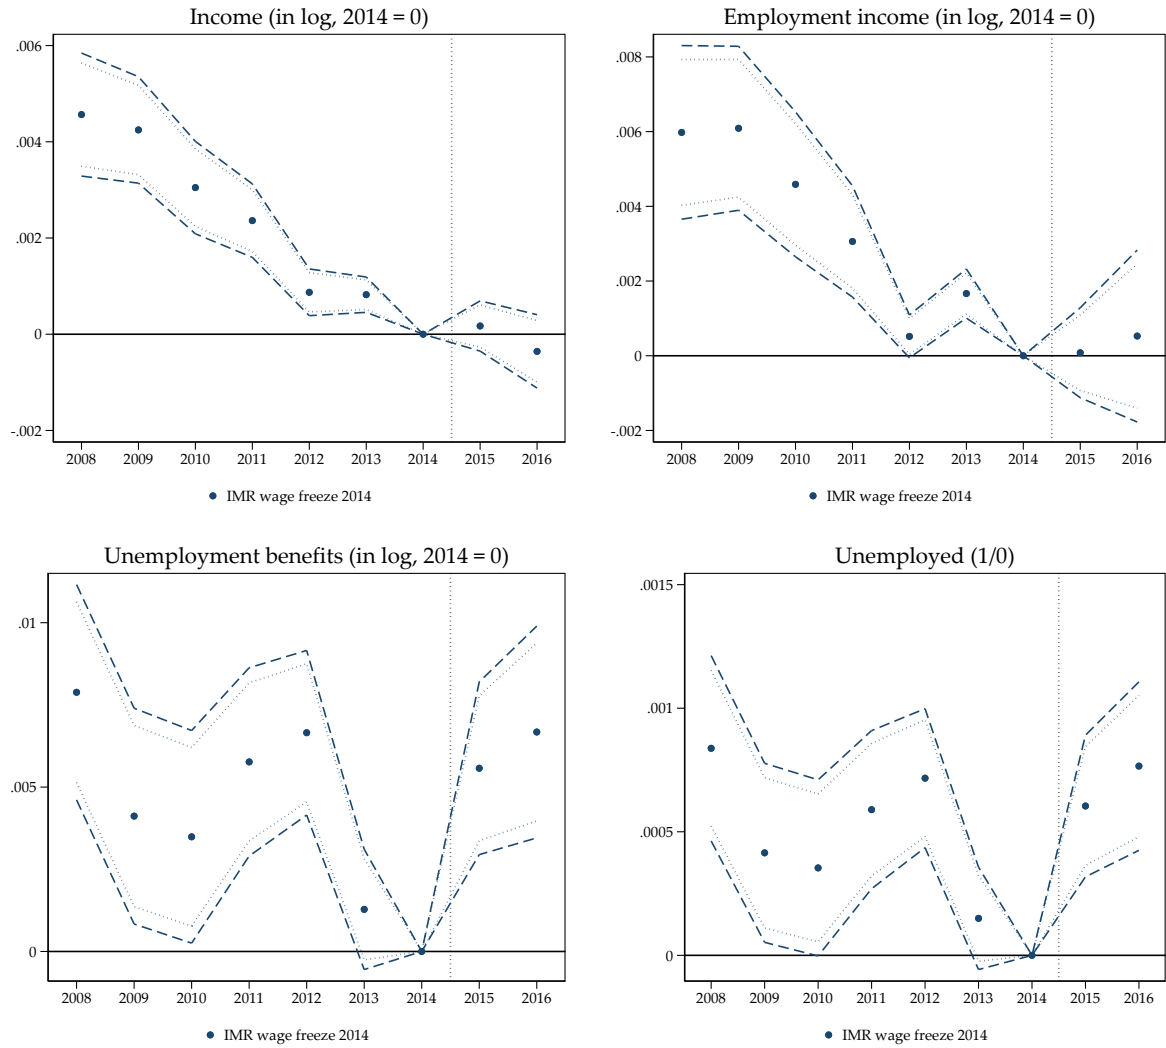 Income (in log, 2014 = 0)
.006
.004
.002
0
-.002
2008 2009 2010 2011 2012 2013 2014 2015 2016
IMR wage freeze 2014
Employment income (in log, 2014 = 0)
.008
.006
.004
.002
0
-.002
2008 2009 2010 2011 2012 2013 2014 2015 2016
IMR wage freeze 2014
Unemployment benefits (in log, 2014 = 0)
.01
.005
0
2008 2009 2010 2011 2012 2013 2014 2015 2016
IMR wage freeze 2014
Unemployed (1/0)
.0015
.001
.0005
0
2008 2009 2010 2011 2012 2013 2014 2015 2016
IMR wage freeze 2014